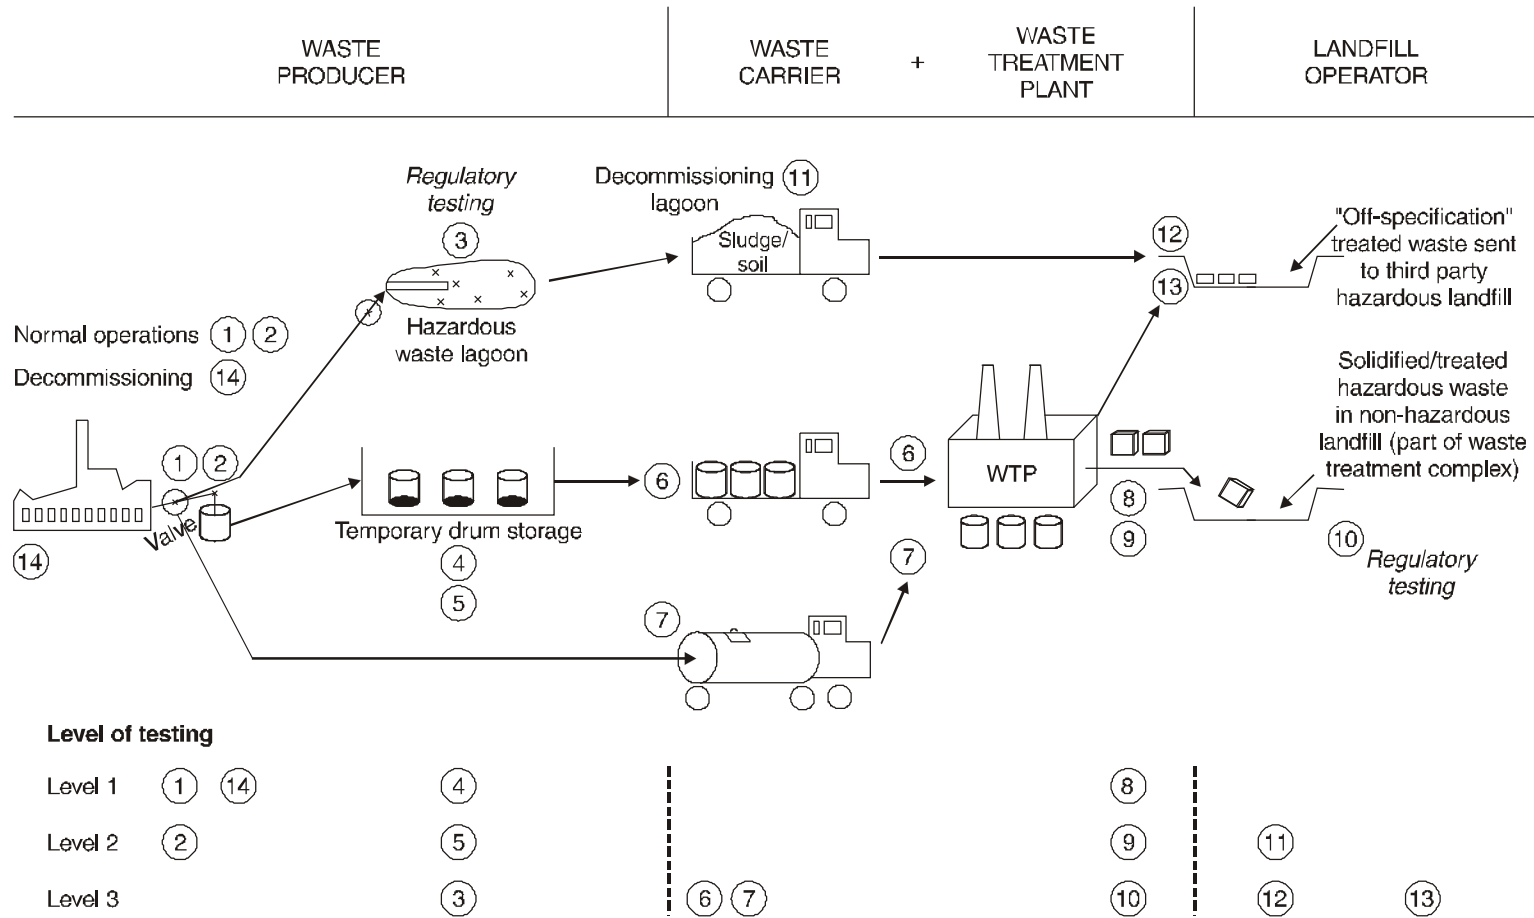 WASTE
PRODUCER
WASTE
CARRIER
+
WASTE
TREATMENT
PLANT
LANDFILL
OPERATOR
Regulatory
testing
3
Decommissioning 11
lagoon
Sludge/
soil
12
13
"Off-specification"
treated waste sent
to third party
hazardous landfill
Hazardous
waste lagoon
Normal operations 1 2
Decommissioning 14
1 2
Valve
14
Temporary drum storage
4
5
6
6
WTP
8
9
Solidified/treated
hazardous waste
in non-hazardous
landfill (part of waste
treatment complex)
10
Regulatory
testing
7
7
Level of testing
Level 1 1 14 4 8
Level 2 2 5 9 11
Level 3 3 6 7 10 12 13